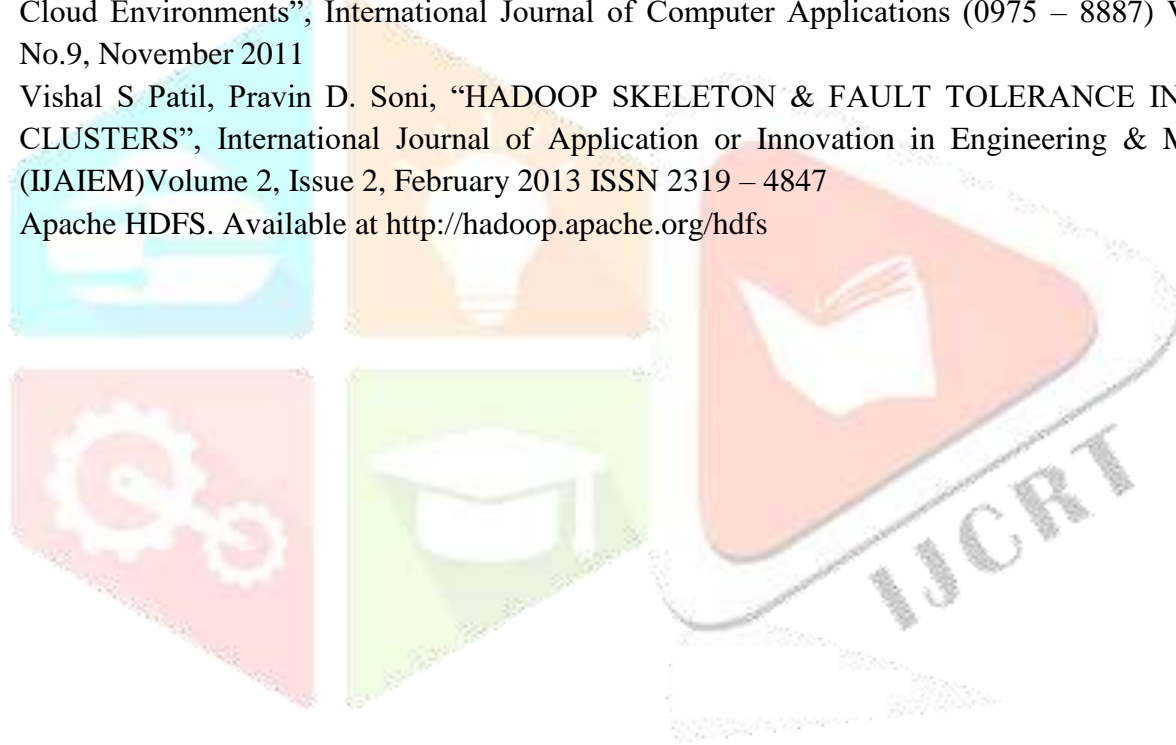 Cloud Environments”, International Journal of Computer Applications (0975 – 8887)
No.9, November 2011
Vishal S Patil, Pravin D. Soni, “HADOOP SKELETON & FAULT TOLERANCE IN
CLUSTERS”, International Journal of Application or Innovation in Engineering &
(IJAIEM)Volume 2, Issue 2, February 2013 ISSN 2319 – 4847
Apache HDFS. Available at http://hadoop.apache.org/hdfs
IJCRT